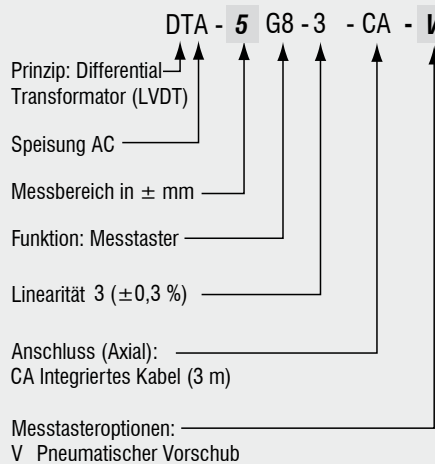 DTA - 5 G8 - 3 - CA - V
Prinzip: Differential
Transformator (LVDT)
Speisung AC
Messbereich in ± mm
Funktion: Messtaster
Linearität 3 (±0,3 %)
Anschluss (Axial):
CA Integriertes Kabel (3 m)
Messtasteroptionen:
V Pneumatischer Vorschub